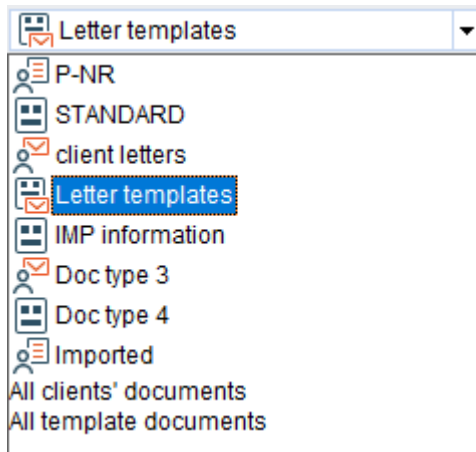 Letter templates
P-NR
STANDARD
client letters
Letter templates
IMP information
Doc type 3
Doc type 4
Imported
All clients' documents
All template documents